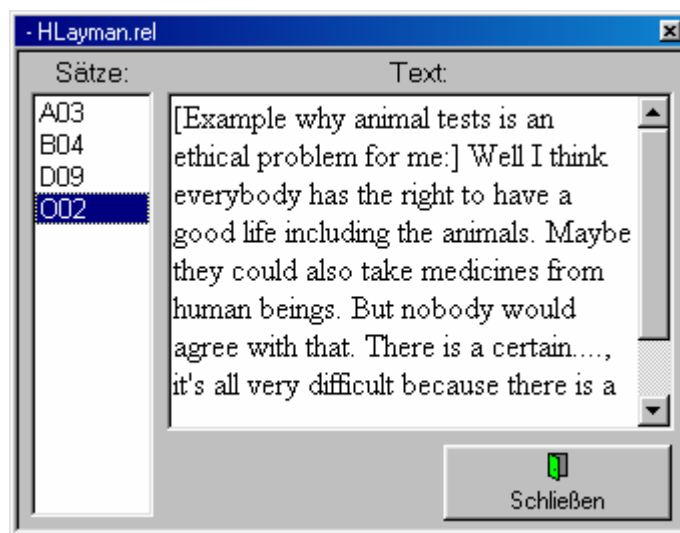 - HLayman.rel
Sätze:
Text:
A03
B04
D09
O02
[Example why animal tests is an
ethical problem for me:] Well I think
everybody has the right to have a
good life including the animals. Maybe
they could also take medicines from
human beings. But nobody would
agree with that. There is a certain....,
it's all very difficult because there is a
Schließen